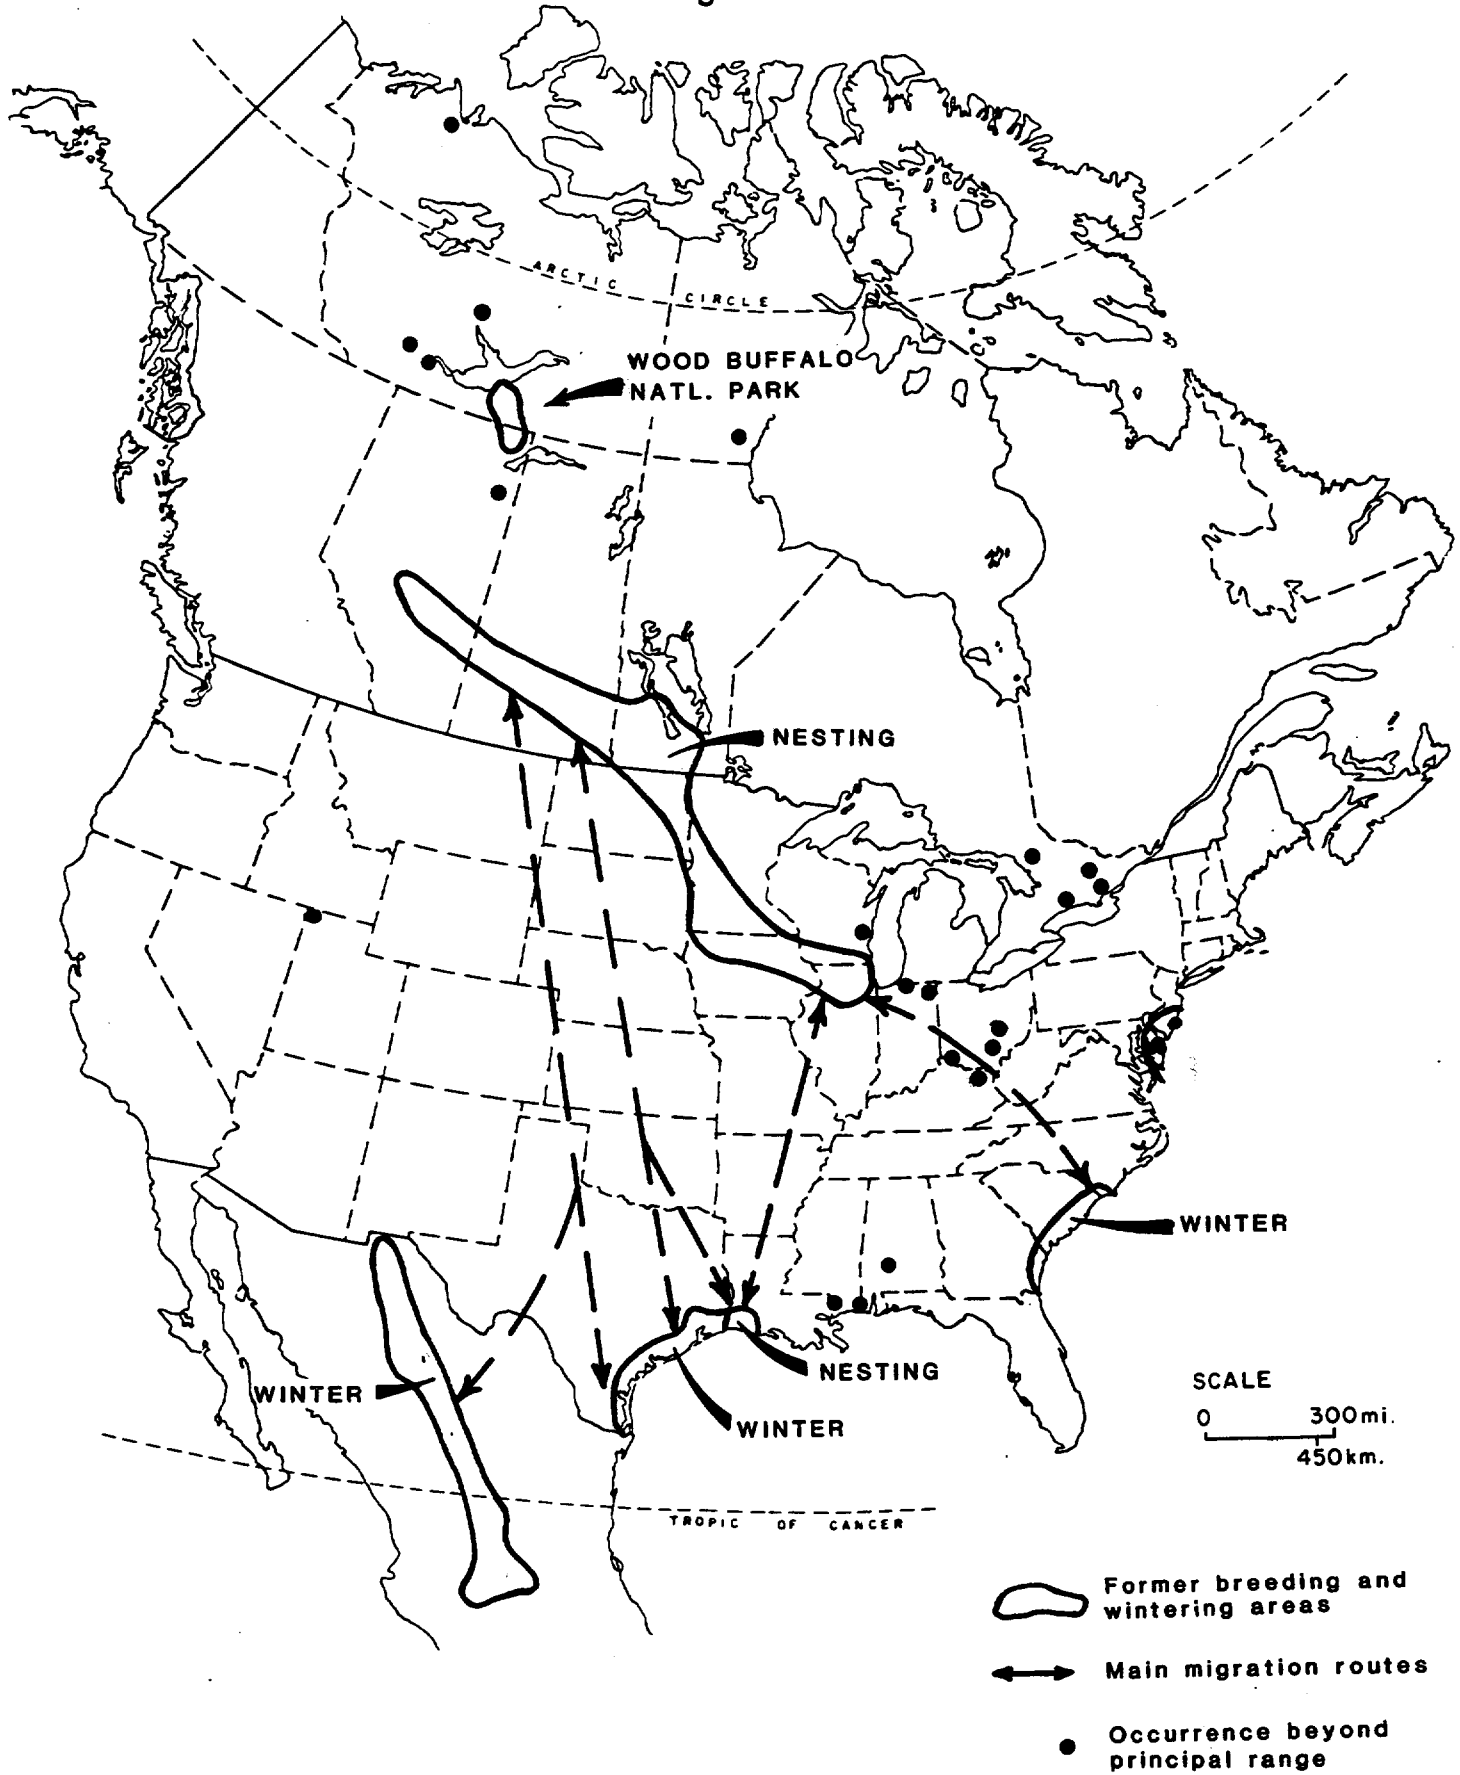 ARCTIC CIRCLE
WOOD BUFFALO
NATL. PARK
NESTING
WINTER
NESTING
WINTER
WINTER
SCALE
0 300mi.
450km.
TROPIC OF CANCER
Former breeding and
wintering areas
Main migration routes
Occurrence beyond
principal range